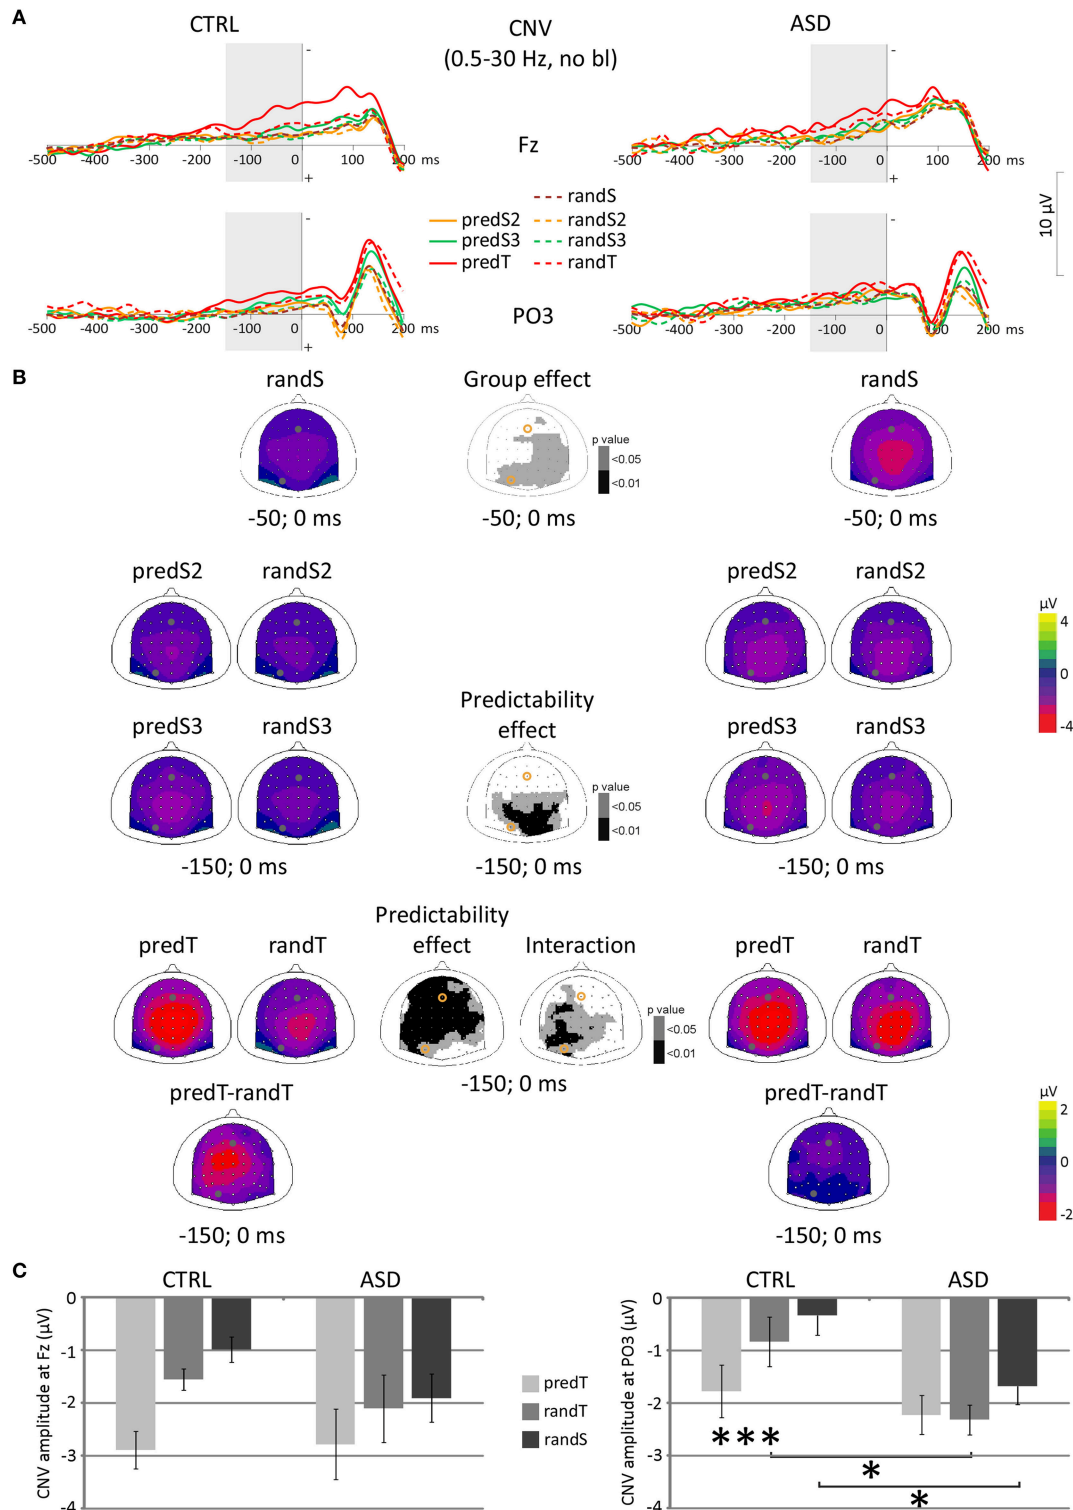 A
CTRL
CNV
(0.5-30 Hz, no bl)
ASD
-
-
-500 -400 -300 -200 -100 0 100 200 ms
Fz
-500 -400 -300 -200 -100 0 100 200 ms
+
+
10 µV
randS
predS2 randS2
predS3 randS3
predT randT
-
-
-500 -400 -300 -200 -100 0 100 200 ms
PO3
-500 -400 -300 -200 -100 0 100 200 ms
+
B
randS
Group effect
randS
p value
<0.05
<0.01
-50; 0 ms
-50; 0 ms
-50; 0 ms
predS2 randS2
predS2 randS2
µV
4
0
-4
predS3 randS3
Predictability
effect
predS3 randS3
p value
<0.05
<0.01
-150; 0 ms
-150; 0 ms
-150; 0 ms
predT randT
Predictability
effect
Interaction
predT randT
p value
<0.05
<0.01
-150; 0 ms
predT-randT
predT-randT
µV
2
0
-2
-150; 0 ms
-150; 0 ms
C
CTRL ASD
CNV amplitude at Fz (µV)
0
-1
-2
-3
-4
predT
randT
randS
CTRL ASD
CNV amplitude at PO3 (µV)
0
-1
-2
-3
-4
***
*
*